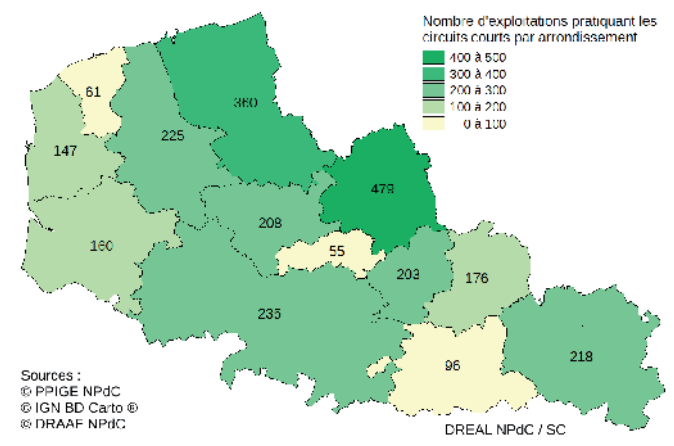 Nombre d'exploitations pratiquant les
circuits courts par arrondissement
400 à 500
300 à 400
200 à 300
100 à 200
0 à 100
61
360
225
147
479
208
160
55
203
176
235
218
96
Sources :
© PPIGE NPdC
© IGN BD Carto ®
© DRAAF NPdC
DREAL NPdC / SC